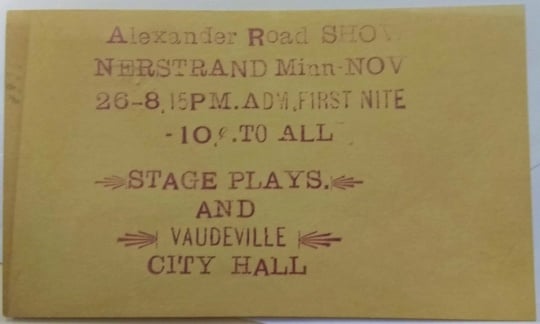 Alexander Road SHOW
NERSTRAND Minn-NOV
26-8,15PM.ADM,FIRST NITE
-10¢.TO ALL
STAGE PLAYS.
AND
VAUDEVILLE
CITY HALL